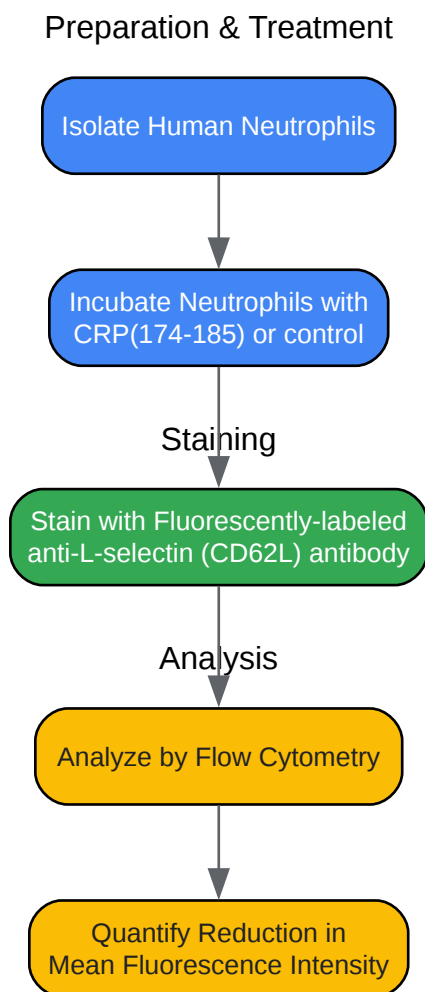 Preparation & Treatment
Isolate Human Neutrophils
Incubate Neutrophils with
CRP(174-185) or control
Staining
Stain with Fluorescently-labeled
anti-L-selectin (CD62L) antibody
Analysis
Analyze by Flow Cytometry
Quantify Reduction in
Mean Fluorescence Intensity